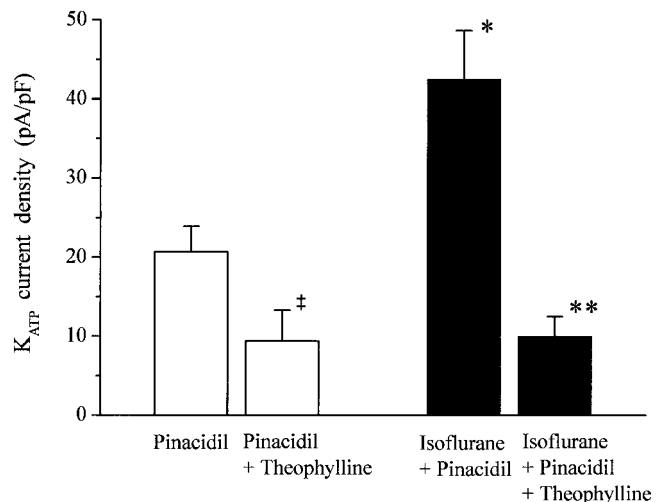 50
40
30
20
10
0
K_ATP current density (pA/pF)
*
‡
**
Pinacidil
Pinacidil
+ Theophylline
Isoflurane
+ Pinacidil
Isoflurane
+ Pinacidil
+ Theophylline